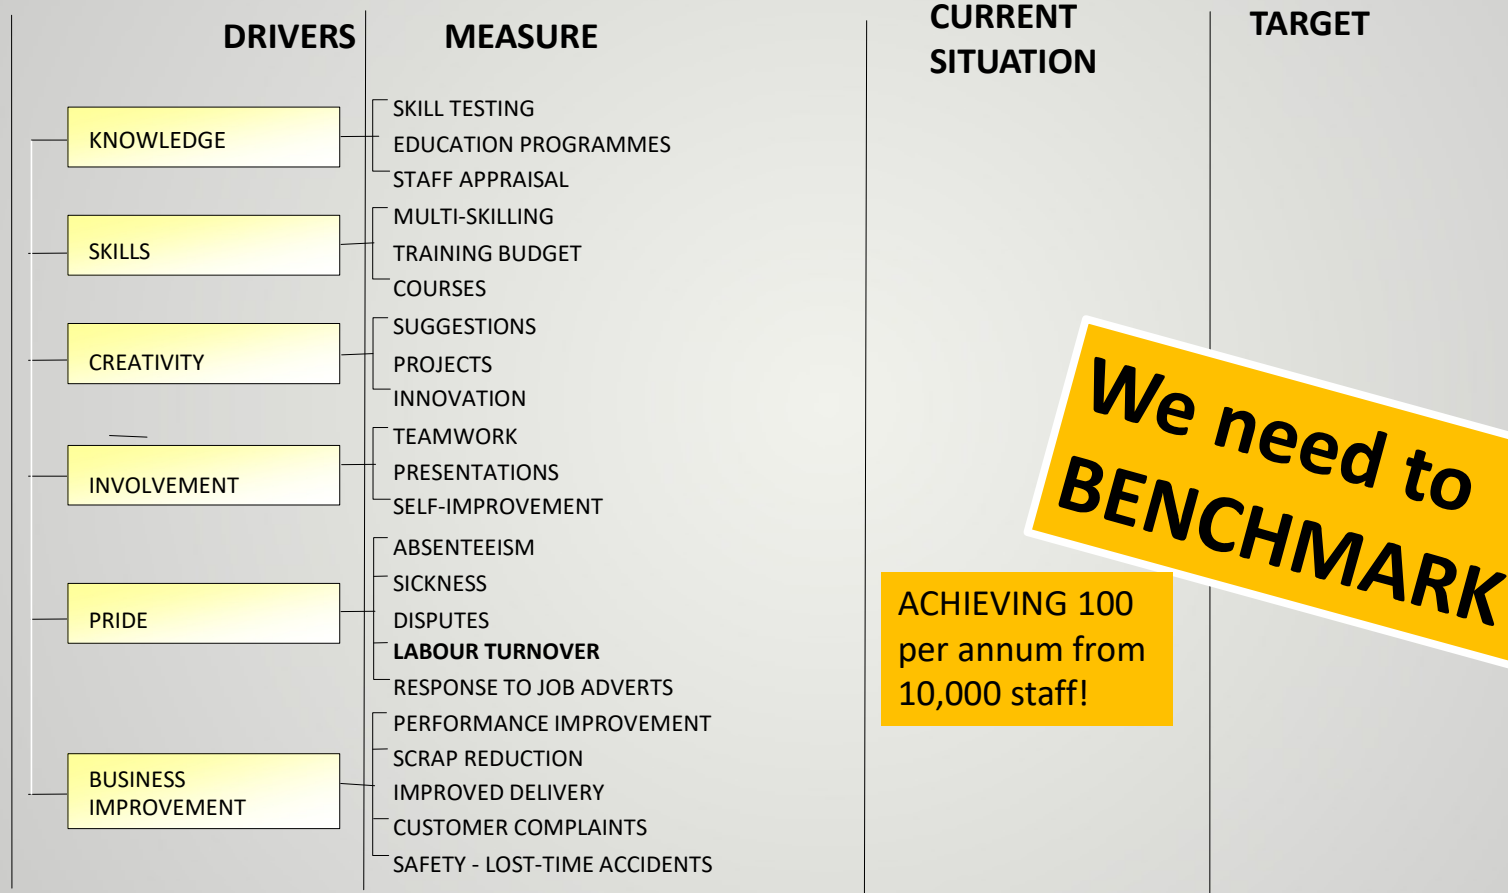 DRIVERS
MEASURE
CURRENT
SITUATION
TARGET
KNOWLEDGE
SKILL TESTING
EDUCATION PROGRAMMES
STAFF APPRAISAL
SKILLS
MULTI-SKILLING
TRAINING BUDGET
COURSES
CREATIVITY
SUGGESTIONS
PROJECTS
INNOVATION
INVOLVEMENT
TEAMWORK
PRESENTATIONS
SELF-IMPROVEMENT
PRIDE
ABSENTEEISM
SICKNESS
DISPUTES
LABOUR TURNOVER
RESPONSE TO JOB ADVERTS
BUSINESS
IMPROVEMENT
PERFORMANCE IMPROVEMENT
SCRAP REDUCTION
IMPROVED DELIVERY
CUSTOMER COMPLAINTS
SAFETY - LOST-TIME ACCIDENTS
ACHIEVING 100
per annum from
10,000 staff!
We need to
BENCHMARK